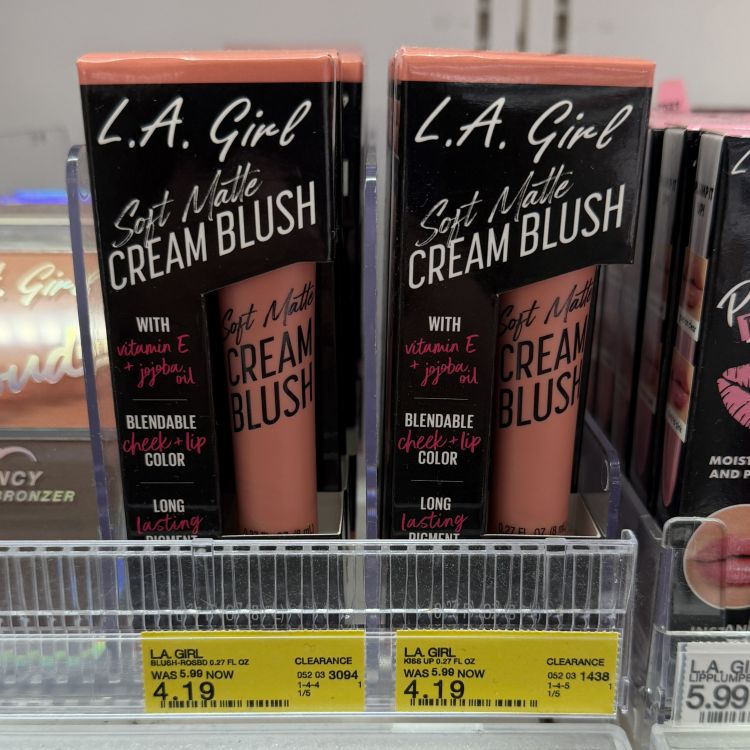 L.A. Girl
Soft Matte
CREAM BLUSH
WITH
vitamin E
+ jojoba oil
BLENDABLE
cheek + lip
COLOR
LONG
lasting
PIGMENT
Soft Matte
CREAM
BLUSH
0.27 FL. OZ. (8 mL)
L.A. Girl
Soft Matte
CREAM BLUSH
WITH
vitamin E
+ jojoba oil
BLENDABLE
cheek + lip
COLOR
LONG
lasting
PIGMENT
Soft Matte
CREAM
BLUSH
0.27 FL. OZ. (8
Girl
NCY
BRONZER
MOIST
AND P
L.A. GIRL
BLUSH-ROSBD 0.27 FL OZ
WAS 5.99 NOW
4.19
CLEARANCE
052 03 3094
1-4-4
1/5
L.A. GIRL
KISS UP 0.27 FL OZ
WAS 5.99 NOW
4.19
CLEARANCE
052 03 1438
1-4-5
1/5
L.A. GI
LIPPLUMPE
5.99